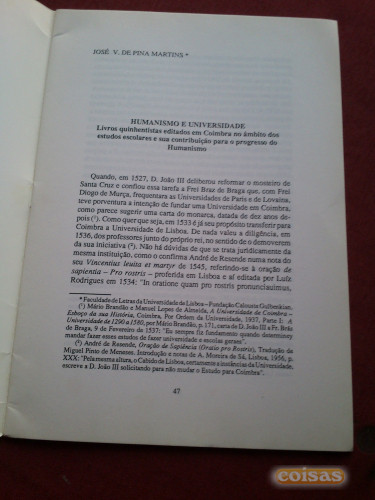 JOSÉ. V. DE PINA MARTINS *
HUMANISMO E UNIVERSIDADE
Livros quinhentistas editados em Coimbra no âmbito dos
estudos escolares e sua contribuição para o progresso do
Humanismo
Quando, em 1527, D. João III deliberou reformar o mosteiro de
Santa Cruz e confiou essa tarefa a Frei Braz de Braga que, com Frei
Diogo de Murça, frequentara as Universidades de Paris e de Lovaina,
teve porventura a intenção de fundar uma Universidade em Coimbra,
como parece sugerir uma carta do monarca, datada de dez anos de-
pois (¹). Como quer que seja, em 1533 é já seu propósito transferir para
Coimbra a Universidade de Lisboa. De nada valeu a diligência, em
1536, dos professores junto do próprio rei, no sentido de o demoverem
da sua iniciativa (²). Não há dúvidas de que se trata juridicamente da
mesma instituição, como o confirma André de Resende numa nota do
seu Vincentius leuita et martyr de 1545, referindo-se à oração de
sapientia – Pro rostris – proferida em Lisboa e aí editada por Luís
Rodrigues em 1534: "In oratione quam pro rostris pronunciauimus,
* Faculdade de Letras da Universidade de Lisboa – Fundação Calouste Gulbenkian.
(¹) Mário Brandão e Manuel Lopes de Almeida, A Universidade de Coimbra –
Esboço da sua História, Coimbra, Por Ordem da Universidade, 1937, Parte I: A
Universidade de 1290 a 1580, por Mário Brandão, p. 171, carta de D. João III a Fr. Brás
de Braga, 9 de Fevereiro de 1537: "Eu sempre fiz fundamento quando determiney
mandar fazer esses estudos de fazer universidade e scollas geraes".
(²) André de Resende, Oração de Sapiência (Oratio pro Rostris), Tradução de
Miguel Pinto de Meneses. Introdução e notas de A. Moreira de Sá, Lisboa, 1956, p.
XXX: "Pela mesma altura, o Cabido de Lisboa, certamente a instâncias da Universidade,
escreve a D. João III solicitando para não mudar o Estudo para Coimbra".
47
coisas